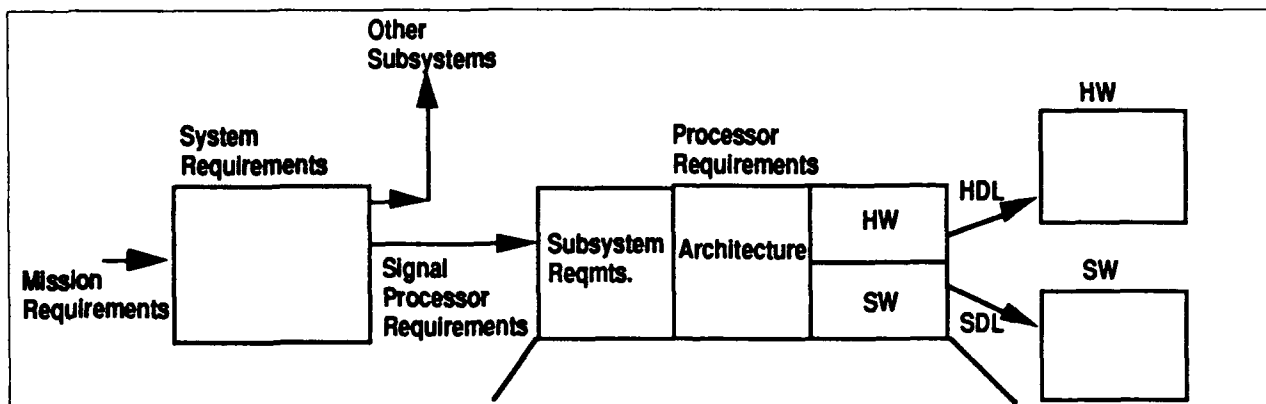 Other
Subsystems
HW
System
Requirements
Processor
Requirements
HDL
HW
Subsystem
Reqmts.
Architecture
Mission
Requirements
Signal
Processor
Requirements
SW
SW
SDL